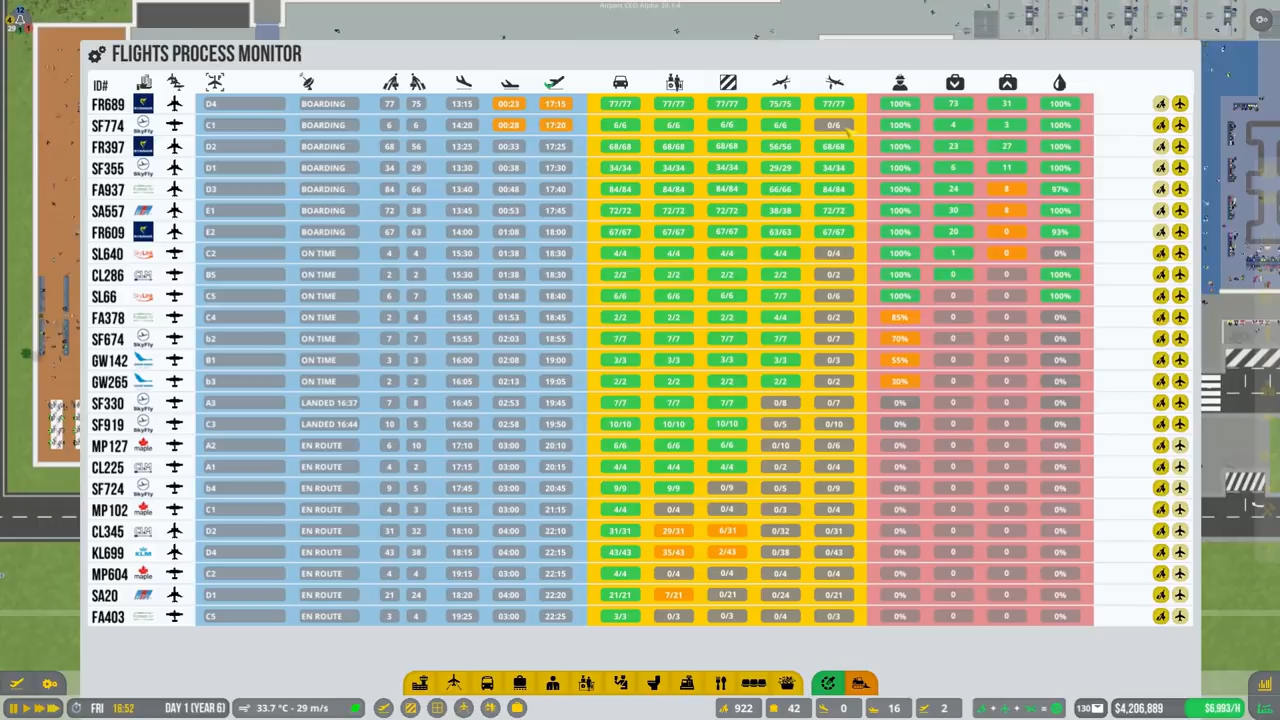 Airport CEO Alpha 29.1-4
12
4
29 1 1
FLIGHTS PROCESS MONITOR
ID#
FR689 D4 BOARDING 77 75 13:15 00:23 17:15 77/77 77/77 77/77 75/75 77/77 100% 73 31 100%
SF774 SKYFLY C1 BOARDING 6 6 14:20 00:28 17:20 6/6 6/6 6/6 6/6 0/6 100% 4 3 100%
FR397 D2 BOARDING 68 56 13:25 00:33 17:25 68/68 68/68 68/68 56/56 68/68 100% 23 27 100%
SF355 SKYFLY D1 BOARDING 34 29 13:30 00:38 17:30 34/34 34/34 34/34 29/29 34/34 100% 6 11 100%
FA937 D3 BOARDING 84 66 13:40 00:48 17:40 84/84 84/84 84/84 66/66 84/84 100% 24 8 97%
SA557 E1 BOARDING 72 38 13:45 00:53 17:45 72/72 72/72 72/72 38/38 72/72 100% 30 8 100%
FR609 E2 BOARDING 67 63 14:00 01:08 18:00 67/67 67/67 67/67 63/63 67/67 100% 20 0 93%
SL640 SkyLink C2 ON TIME 4 4 15:30 01:38 18:30 4/4 4/4 4/4 4/4 0/4 100% 1 0 0%
CL286 CLM B5 ON TIME 2 2 15:30 01:38 18:30 2/2 2/2 2/2 2/2 0/2 100% 0 0 100%
SL66 SkyLink C5 ON TIME 6 7 15:40 01:48 18:40 6/6 6/6 6/6 7/7 0/6 100% 0 0 100%
FA378 C4 ON TIME 2 4 15:45 01:53 18:45 2/2 2/2 2/2 4/4 0/2 85% 0 0 0%
SF674 SKYFLY b2 ON TIME 7 7 15:55 02:03 18:55 7/7 7/7 7/7 7/7 0/7 70% 0 0 0%
GW142 B1 ON TIME 3 3 16:00 02:08 19:00 3/3 3/3 3/3 3/3 0/3 55% 0 0 0%
GW265 b3 ON TIME 2 2 16:05 02:13 19:05 2/2 2/2 2/2 2/2 0/2 30% 0 0 0%
SF330 SKYFLY A3 LANDED 16:37 7 8 16:45 02:53 19:45 7/7 7/7 7/7 0/8 0/7 0% 0 0 0%
SF919 SKYFLY C3 LANDED 16:44 10 5 16:50 02:58 19:50 10/10 10/10 10/10 0/5 0/10 0% 0 0 0%
MP127 maple A2 EN ROUTE 6 10 17:10 03:00 20:10 6/6 6/6 6/6 0/10 0/6 0% 0 0 0%
CL225 CLM A1 EN ROUTE 4 2 17:15 03:00 20:15 4/4 4/4 4/4 0/2 0/4 0% 0 0 0%
SF724 SKYFLY b4 EN ROUTE 9 5 17:45 03:00 20:45 9/9 9/9 0/9 0/5 0/9 0% 0 0 0%
MP102 maple C1 EN ROUTE 4 3 18:15 03:00 21:15 4/4 0/4 0/4 0/3 0/4 0% 0 0 0%
CL345 CLM D2 EN ROUTE 31 32 18:10 04:00 22:10 31/31 29/31 6/31 0/32 0/31 0% 0 0 0%
KL699 KLM D4 EN ROUTE 43 38 18:15 04:00 22:15 43/43 35/43 2/43 0/38 0/43 0% 0 0 0%
MP604 maple C2 EN ROUTE 4 4 19:15 03:00 22:15 4/4 0/4 0/4 0/4 0/4 0% 0 0 0%
SA20 D1 EN ROUTE 21 24 18:20 04:00 22:20 21/21 7/21 0/21 0/24 0/21 0% 0 0 0%
FA403 C5 EN ROUTE 3 4 19:25 03:00 22:25 3/3 0/3 0/3 0/4 0/3 0% 0 0 0%
FRI 16:52 DAY 1 (YEAR 6) 33.7 °F - 29 m/s 922 42 0 16 2 130 $4,206,889 $6,993/H